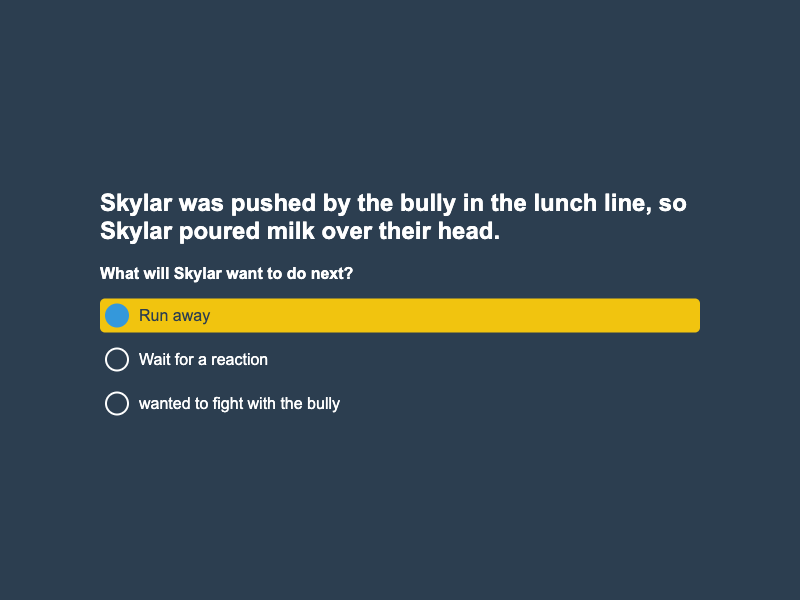 Skylar was pushed by the bully in the lunch line, so
Skylar poured milk over their head.
What will Skylar want to do next?
Run away
Wait for a reaction
wanted to fight with the bully